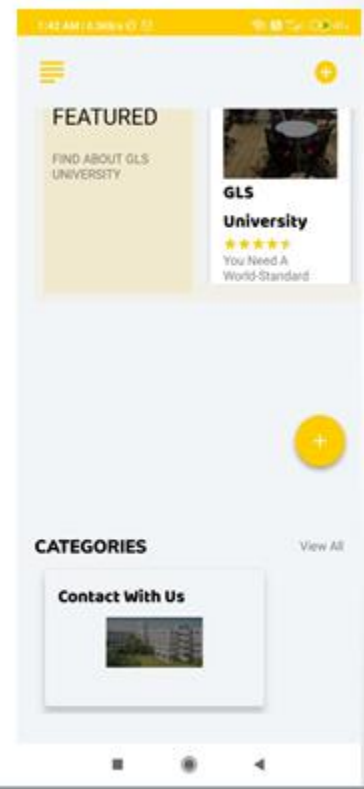 FEATURED
FIND ABOUT GLS
UNIVERSITY
GLS
University
You Need A
World-Standard
CATEGORIES
View All
Contact With Us